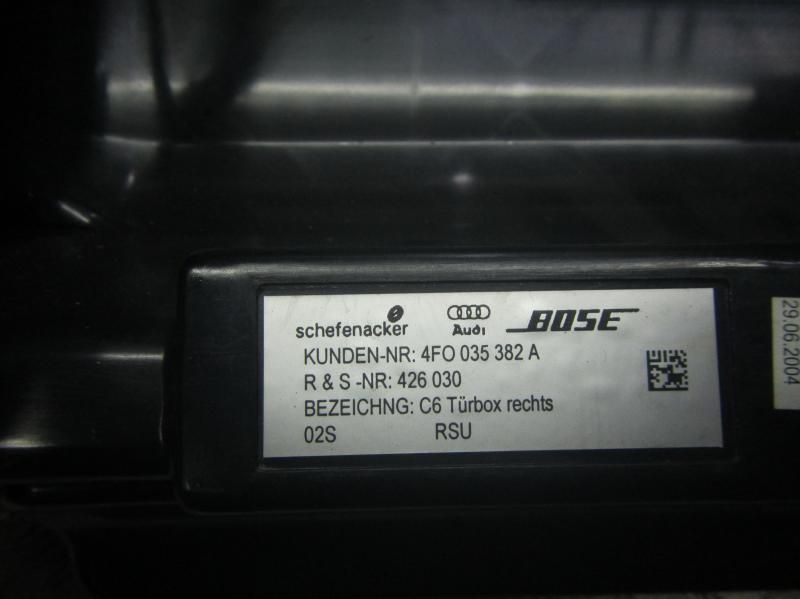 schefenacker Audi BOSE
KUNDEN-NR: 4FO 035 382 A
R & S -NR: 426 030
BEZEICHNG: C6 Türbox rechts
02S RSU
29.06.2004